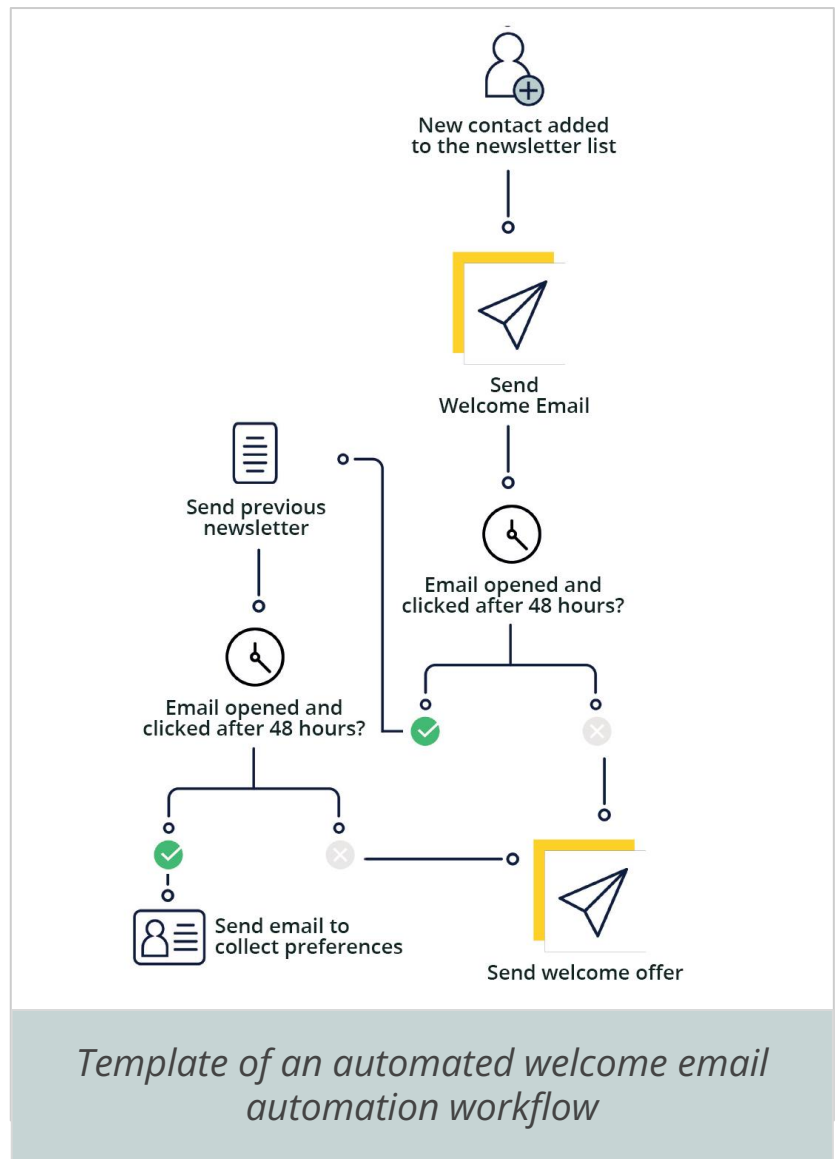 New contact added
to the newsletter list
Send
Welcome Email
Email opened and
clicked after 48 hours?
Send previous
newsletter
Email opened and
clicked after 48 hours?
Send email to
collect preferences
Send welcome offer
Template of an automated welcome email
automation workflow